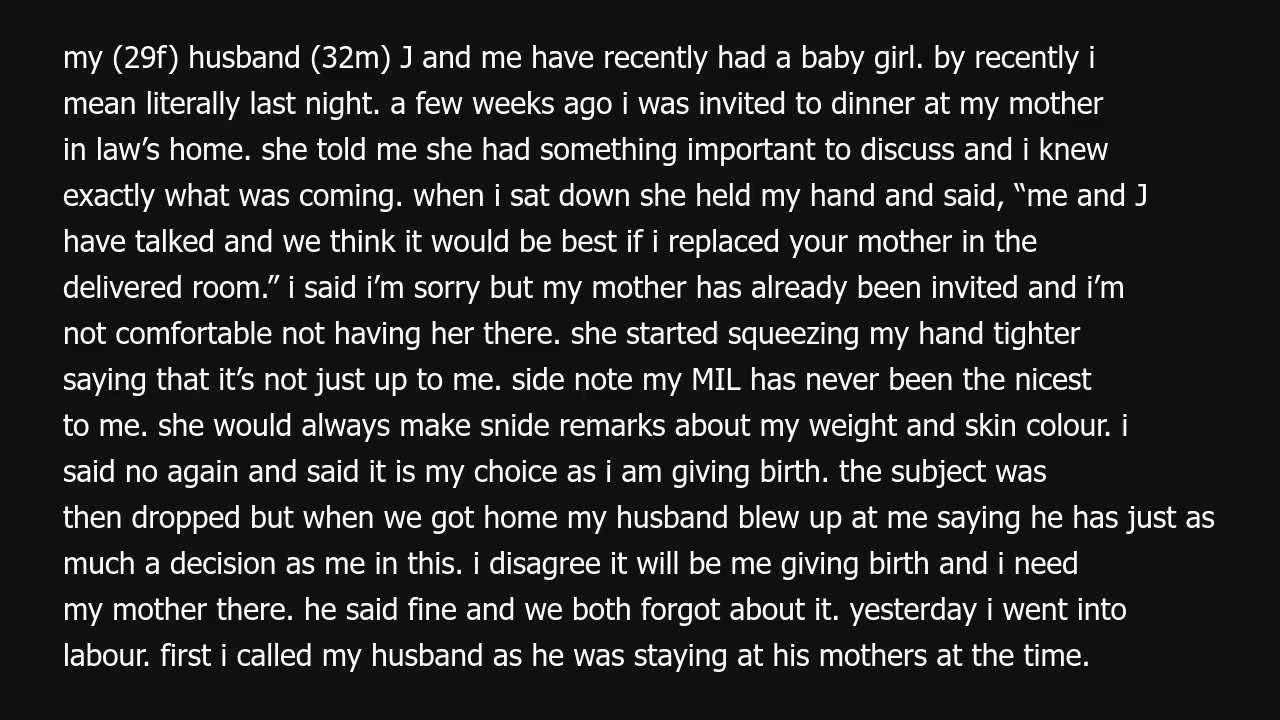 my (29f) husband (32m) J and me have recently had a baby girl. by recently i
mean literally last night. a few weeks ago i was invited to dinner at my mother
in law’s home. she told me she had something important to discuss and i knew
exactly what was coming. when i sat down she held my hand and said, “me and J
have talked and we think it would be best if i replaced your mother in the
delivered room.” i said i’m sorry but my mother has already been invited and i’m
not comfortable not having her there. she started squeezing my hand tighter
saying that it’s not just up to me. side note my MIL has never been the nicest
to me. she would always make snide remarks about my weight and skin colour. i
said no again and said it is my choice as i am giving birth. the subject was
then dropped but when we got home my husband blew up at me saying he has just as
much a decision as me in this. i disagree it will be me giving birth and i need
my mother there. he said fine and we both forgot about it. yesterday i went into
labour. first i called my husband as he was staying at his mothers at the time.